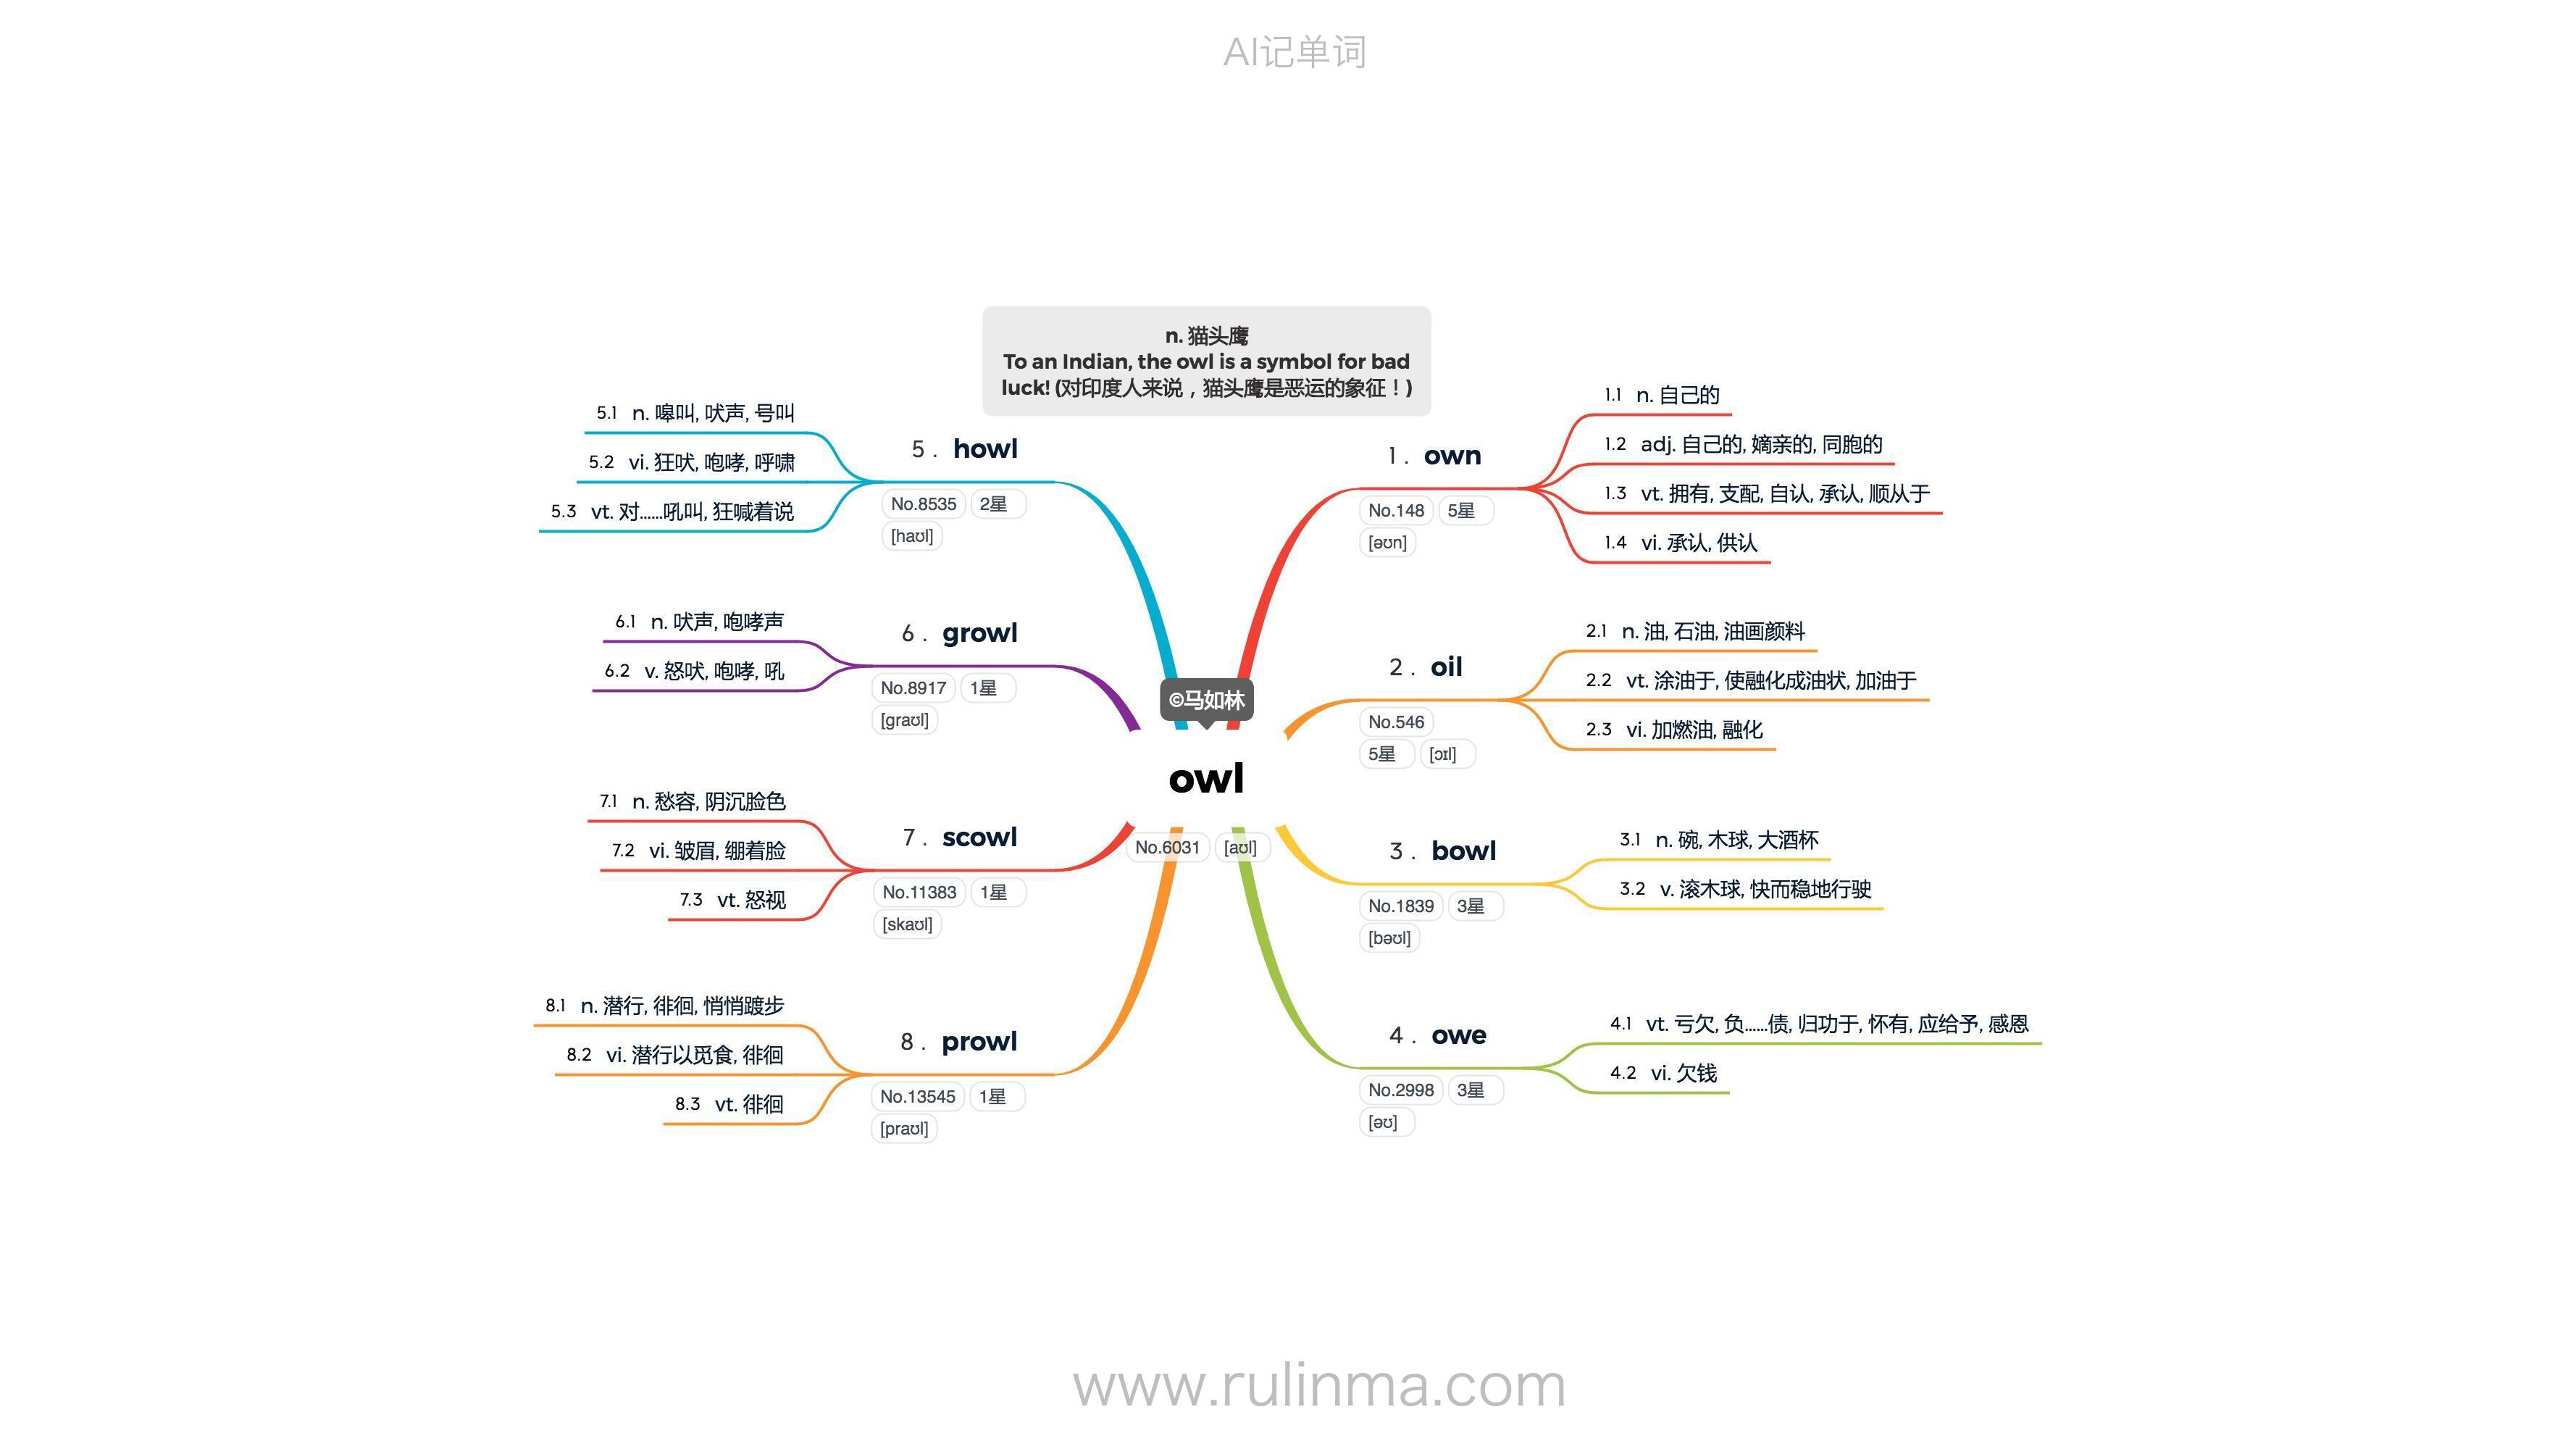 AI记单词
n. 猫头鹰
To an Indian, the owl is a symbol for bad
luck! (对印度人来说，猫头鹰是恶运的象征！)
©马如林
owl
No.6031 [aʊl]
1 . own
No.148 5星
[əʊn]
1.1 n. 自己的
1.2 adj. 自己的, 嫡亲的, 同胞的
1.3 vt. 拥有, 支配, 自认, 承认, 顺从于
1.4 vi. 承认, 供认
2 . oil
No.546
5星 [ɔɪl]
2.1 n. 油, 石油, 油画颜料
2.2 vt. 涂油于, 使融化成油状, 加油于
2.3 vi. 加燃油, 融化
3 . bowl
No.1839 3星
[bəʊl]
3.1 n. 碗, 木球, 大酒杯
3.2 v. 滚木球, 快而稳地行驶
4 . owe
No.2998 3星
[əʊ]
4.1 vt. 亏欠, 负......债, 归功于, 怀有, 应给予, 感恩
4.2 vi. 欠钱
5 . howl
No.8535 2星
[haʊl]
5.1 n. 嗥叫, 吠声, 号叫
5.2 vi. 狂吠, 咆哮, 呼啸
5.3 vt. 对......吼叫, 狂喊着说
6 . growl
No.8917 1星
[graʊl]
6.1 n. 吠声, 咆哮声
6.2 v. 怒吠, 咆哮, 吼
7 . scowl
No.11383 1星
[skaʊl]
7.1 n. 愁容, 阴沉脸色
7.2 vi. 皱眉, 绷着脸
7.3 vt. 怒视
8 . prowl
No.13545 1星
[praʊl]
8.1 n. 潜行, 徘徊, 悄悄踱步
8.2 vi. 潜行以觅食, 徘徊
8.3 vt. 徘徊
www.rulinma.com